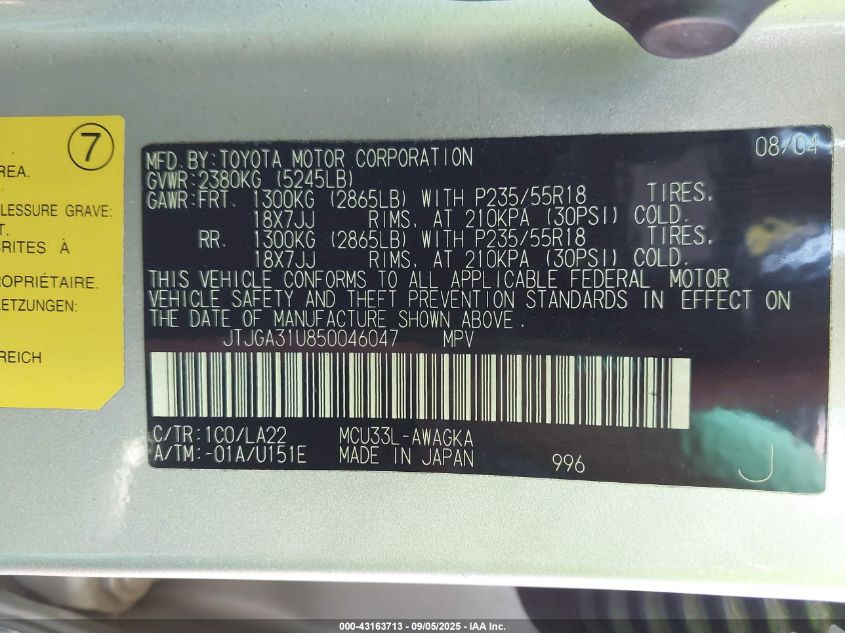 7
REA.
LESSURE GRAVE:
T.
RITES À
ROPRIÉTAIRE.
LETZUNGEN:
REICH
08/04
MFD. BY: TOYOTA MOTOR CORPORATION
GVWR: 2380KG (5245LB)
GAWR: FRT. 1300KG (2865LB) WITH P235/55R18 TIRES,
18X7JJ RIMS, AT 210KPA (30PSI) COLD.
RR. 1300KG (2865LB) WITH P235/55R18 TIRES,
18X7JJ RIMS, AT 210KPA (30PSI) COLD.
THIS VEHICLE CONFORMS TO ALL APPLICABLE FEDERAL MOTOR
VEHICLE SAFETY AND THEFT PREVENTION STANDARDS IN EFFECT ON
THE DATE OF MANUFACTURE SHOWN ABOVE.
JTJGA31U850046047 MPV
C/TR: 1C0/LA22 MCU33L-AWAGKA
A/TM: -01A/U151E MADE IN JAPAN 996 J
000-43163713 - 09/05/2025 - IAA Inc.